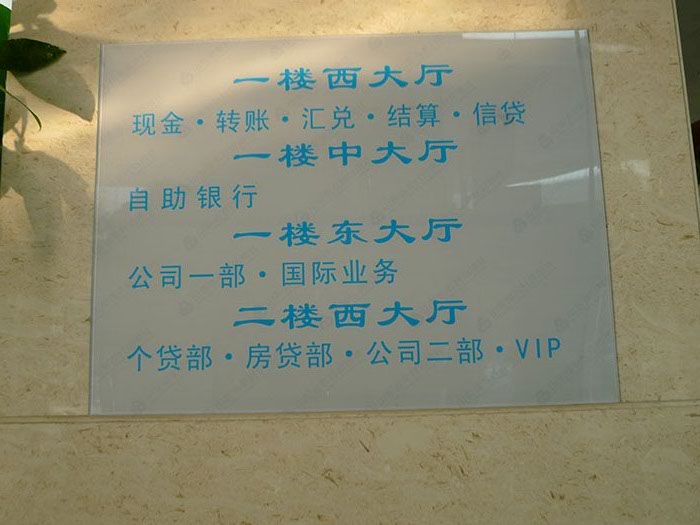 一楼西大厅
现金·转账·汇兑·结算·信贷
一楼中大厅
自助银行
一楼东大厅
公司一部·国际业务
二楼西大厅
个贷部·房贷部·公司二部·VIP